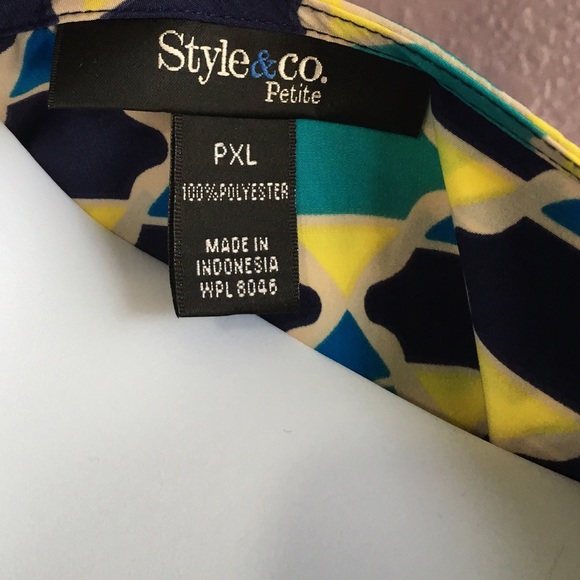 Style&co.
Petite
PXL
100%POLYESTER
MADE IN
INDONESIA
WPL 8046